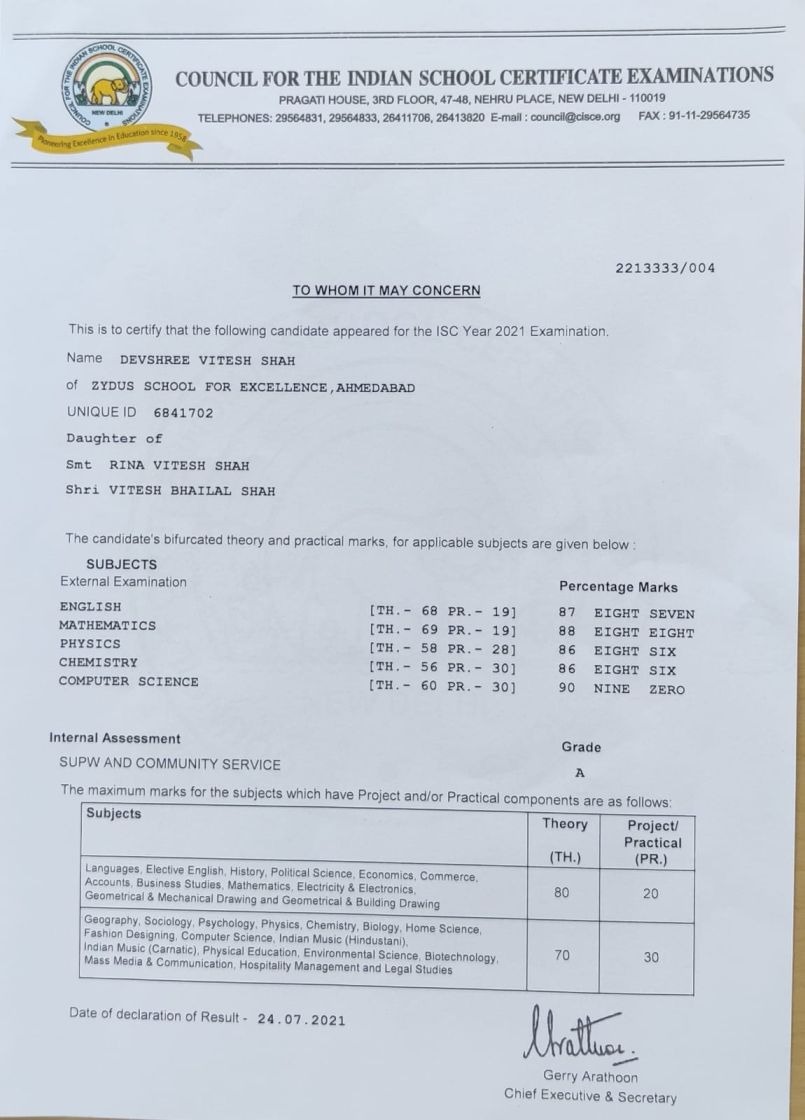 COUNCIL FOR THE INDIAN SCHOOL CERTIFICATE EXAMINATIONS
NEW DELHI
Pioneering Excellence in Education since 1958
COUNCIL FOR THE INDIAN SCHOOL CERTIFICATE EXAMINATIONS
PRAGATI HOUSE, 3RD FLOOR, 47-48, NEHRU PLACE, NEW DELHI - 110019
TELEPHONES: 29564831, 29564833, 26411706, 26413820 E-mail : council@cisce.org FAX : 91-11-29564735
2213333/004
TO WHOM IT MAY CONCERN
This is to certify that the following candidate appeared for the ISC Year 2021 Examination.
Name DEVSHREE VITESH SHAH
of ZYDUS SCHOOL FOR EXCELLENCE,AHMEDABAD
UNIQUE ID 6841702
Daughter of
Smt RINA VITESH SHAH
Shri VITESH BHAILAL SHAH
The candidate's bifurcated theory and practical marks, for applicable subjects are given below :
SUBJECTS
External Examination Percentage Marks
ENGLISH [TH.- 68 PR.- 19] 87 EIGHT SEVEN
MATHEMATICS [TH.- 69 PR.- 19] 88 EIGHT EIGHT
PHYSICS [TH.- 58 PR.- 28] 86 EIGHT SIX
CHEMISTRY [TH.- 56 PR.- 30] 86 EIGHT SIX
COMPUTER SCIENCE [TH.- 60 PR.- 30] 90 NINE ZERO
Internal Assessment Grade
SUPW AND COMMUNITY SERVICE A
The maximum marks for the subjects which have Project and/or Practical components are as follows:
Subjects Theory (TH.) Project/ Practical (PR.)
Languages, Elective English, History, Political Science, Economics, Commerce,
Accounts, Business Studies, Mathematics, Electricity & Electronics,
Geometrical & Mechanical Drawing and Geometrical & Building Drawing
80 20
Geography, Sociology, Psychology, Physics, Chemistry, Biology, Home Science,
Fashion Designing, Computer Science, Indian Music (Hindustani),
Indian Music (Carnatic), Physical Education, Environmental Science, Biotechnology,
Mass Media & Communication, Hospitality Management and Legal Studies
70 30
Date of declaration of Result - 24.07.2021
Gerry Arathoon
Chief Executive & Secretary